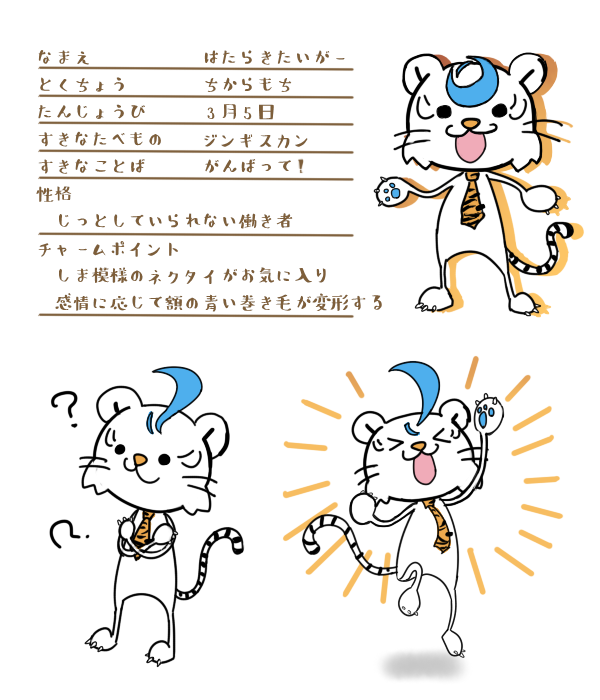 なまえ はたらきたいがー
とくちょう ちからもち
たんじょうび 3月5日
すきなたべもの ジンギスカン
すきなことば がんばって!
性格
じっとしていられない働き者
チャームポイント
しま模様のネクタイがお気に入り
感情に応じて額の青い巻き毛が変形する
?
?